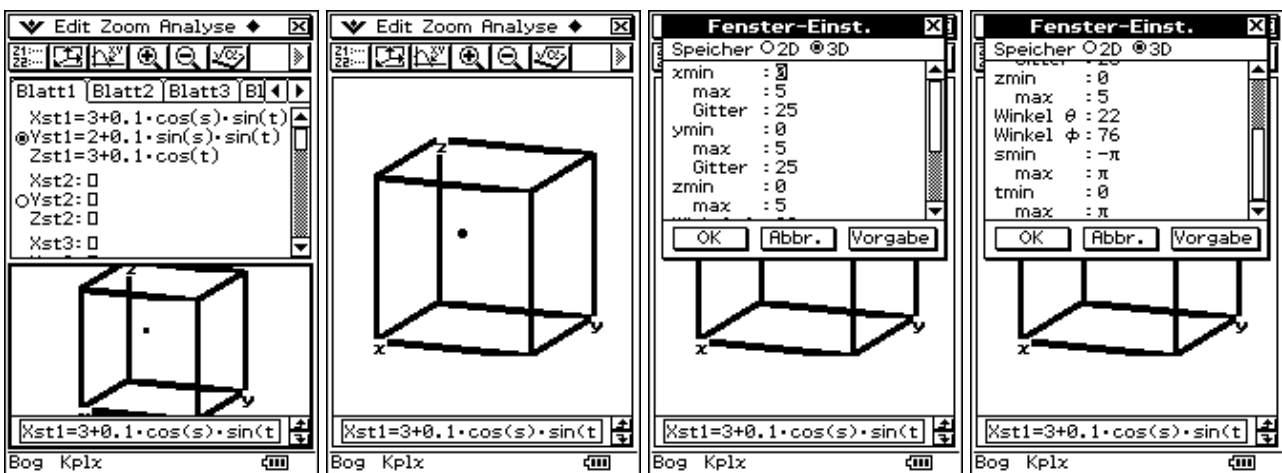 Edit Zoom Analyse ◆
Blatt1 Blatt2 Blatt3 Bl
Xst1=3+0.1·cos(s)·sin(t)
Yst1=2+0.1·sin(s)·sin(t)
Zst1=3+0.1·cos(t)
Xst2:□
Yst2:□
Zst2:□
Xst3:□
z
y
Xst1=3+0.1·cos(s)·sin(t
Bog Kplx
Edit Zoom Analyse ◆
z
y
x
Xst1=3+0.1·cos(s)·sin(t
Bog Kplx
Fenster-Einst.
Speicher 2D 3D
xmin :0
max :5
Gitter :25
ymin :0
max :5
Gitter :25
zmin :0
max :5
OK Abbr. Vorgabe
y
x
Xst1=3+0.1·cos(s)·sin(t
Bog Kplx
Fenster-Einst.
Speicher 2D 3D
zmin :0
max :5
Winkel θ :22
Winkel ϕ :76
smin :-π
max :π
tmin :0
max :π
OK Abbr. Vorgabe
y
x
Xst1=3+0.1·cos(s)·sin(t
Bog Kplx